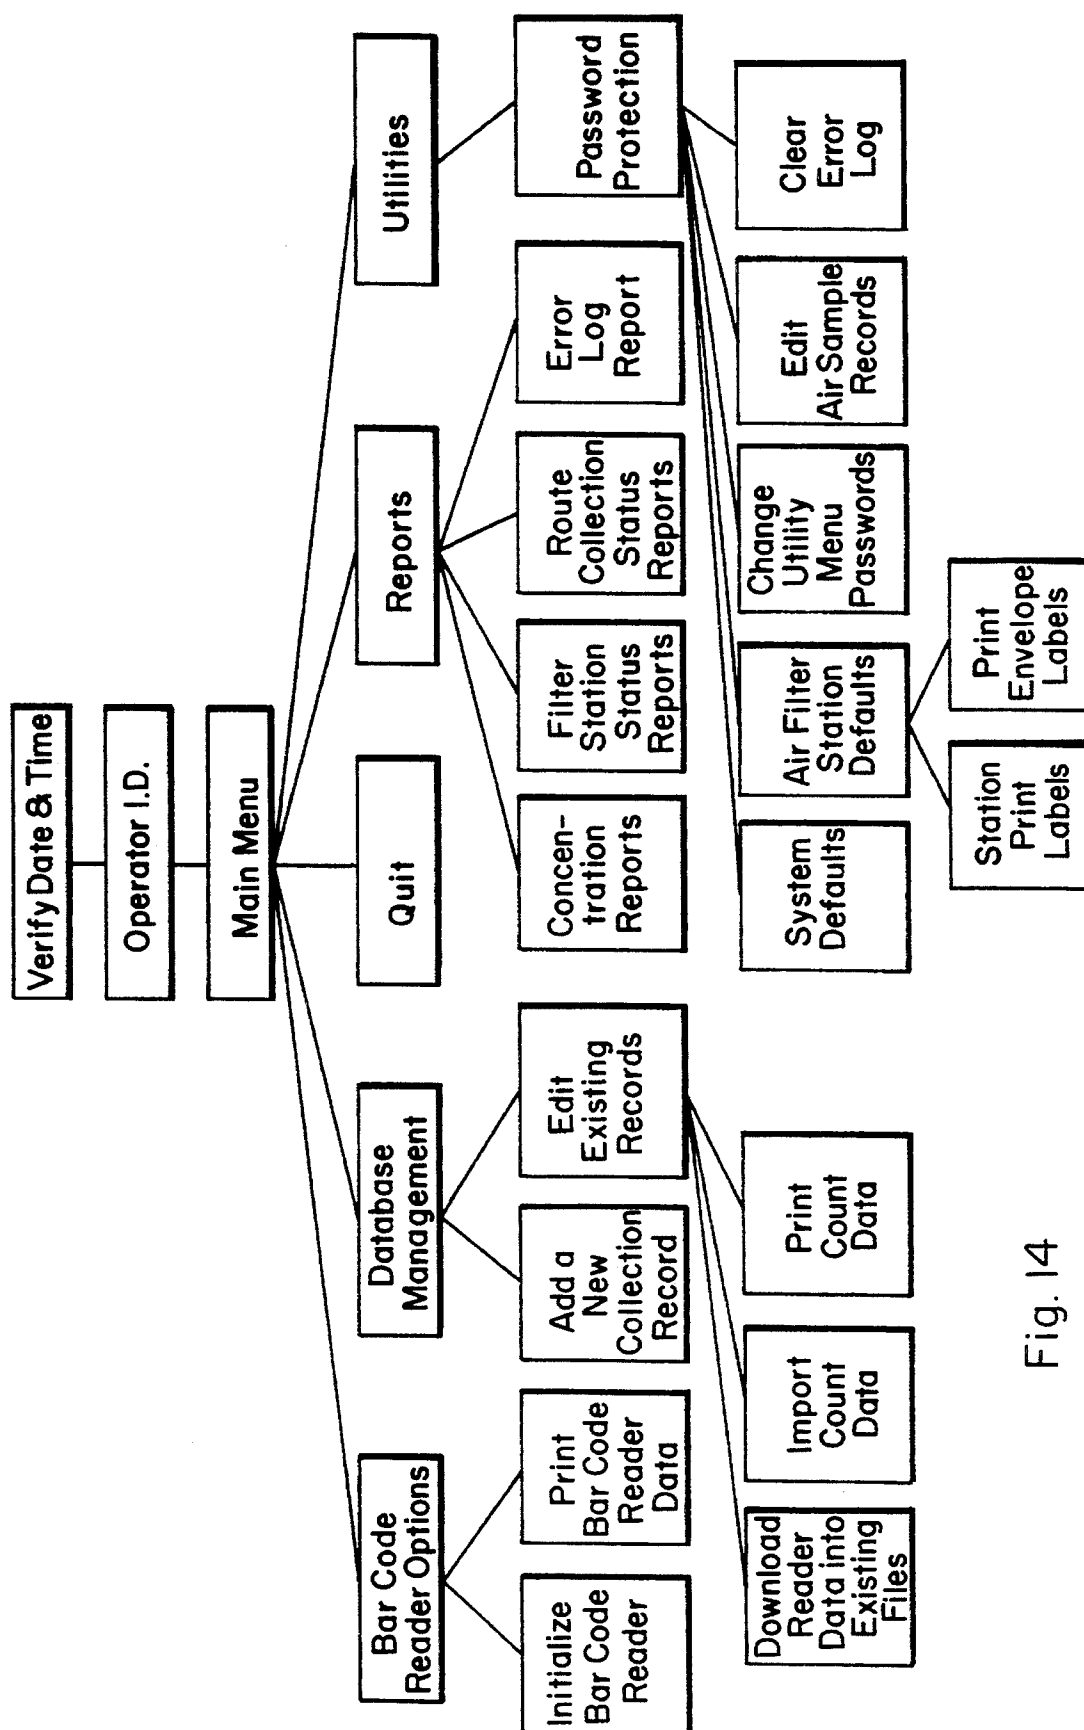 Verify Date & Time
Operator I.D.
Main Menu
Bar Code
Reader Options
Database
Management
Quit
Reports
Utilities
Initialize
Bar Code
Reader
Print
Bar Code
Reader
Data
Add a
New
Collection
Record
Edit
Existing
Records
Concen-
tration
Reports
Filter
Station
Status
Reports
Route
Collection
Status
Reports
Error
Log
Report
Password
Protection
Download
Reader
Data into
Existing
Files
Import
Count
Data
Print
Count
Data
System
Defaults
Air Filter
Station
Defaults
Change
Utility
Menu
Passwords
Edit
Air Sample
Records
Clear
Error
Log
Station
Print
Labels
Print
Envelope
Labels
Fig. 14